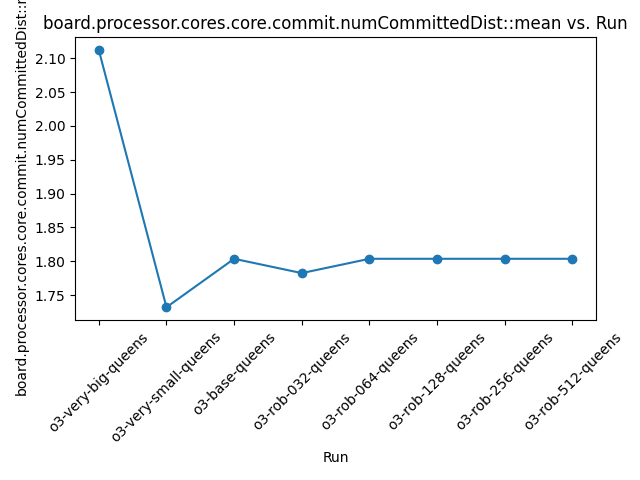 board.processor.cores.core.commit.numCommittedDist::mean vs. Run
board.processor.cores.core.commit.numCommittedDist::
2.10
2.05
2.00
1.95
1.90
1.85
1.80
1.75
o3-very-big-queens
o3-very-small-queens
o3-base-queens
o3-rob-032-queens
o3-rob-064-queens
o3-rob-128-queens
o3-rob-256-queens
o3-rob-512-queens
Run